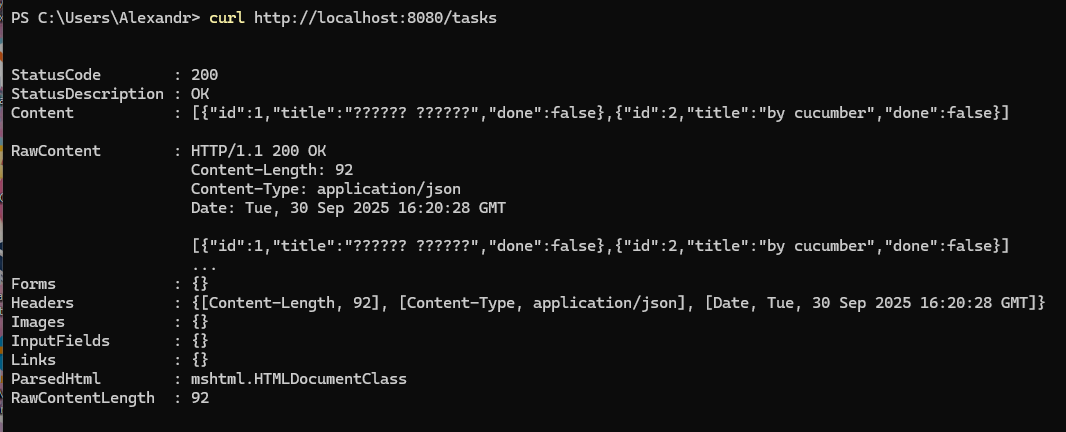 PS C:\Users\Alexandr> curl http://localhost:8080/tasks
StatusCode        : 200
StatusDescription : OK
Content           : [{"id":1,"title":"?????? ??????","done":false},{"id":2,"title":"by cucumber","done":false}]
RawContent        : HTTP/1.1 200 OK
                    Content-Length: 92
                    Content-Type: application/json
                    Date: Tue, 30 Sep 2025 16:20:28 GMT
                    [{"id":1,"title":"?????? ??????","done":false},{"id":2,"title":"by cucumber","done":false}]
                    ...
Forms             : {}
Headers           : {[Content-Length, 92], [Content-Type, application/json], [Date, Tue, 30 Sep 2025 16:20:28 GMT]}
Images            : {}
InputFields       : {}
Links             : {}
ParsedHtml        : mshtml.HTMLDocumentClass
RawContentLength  : 92